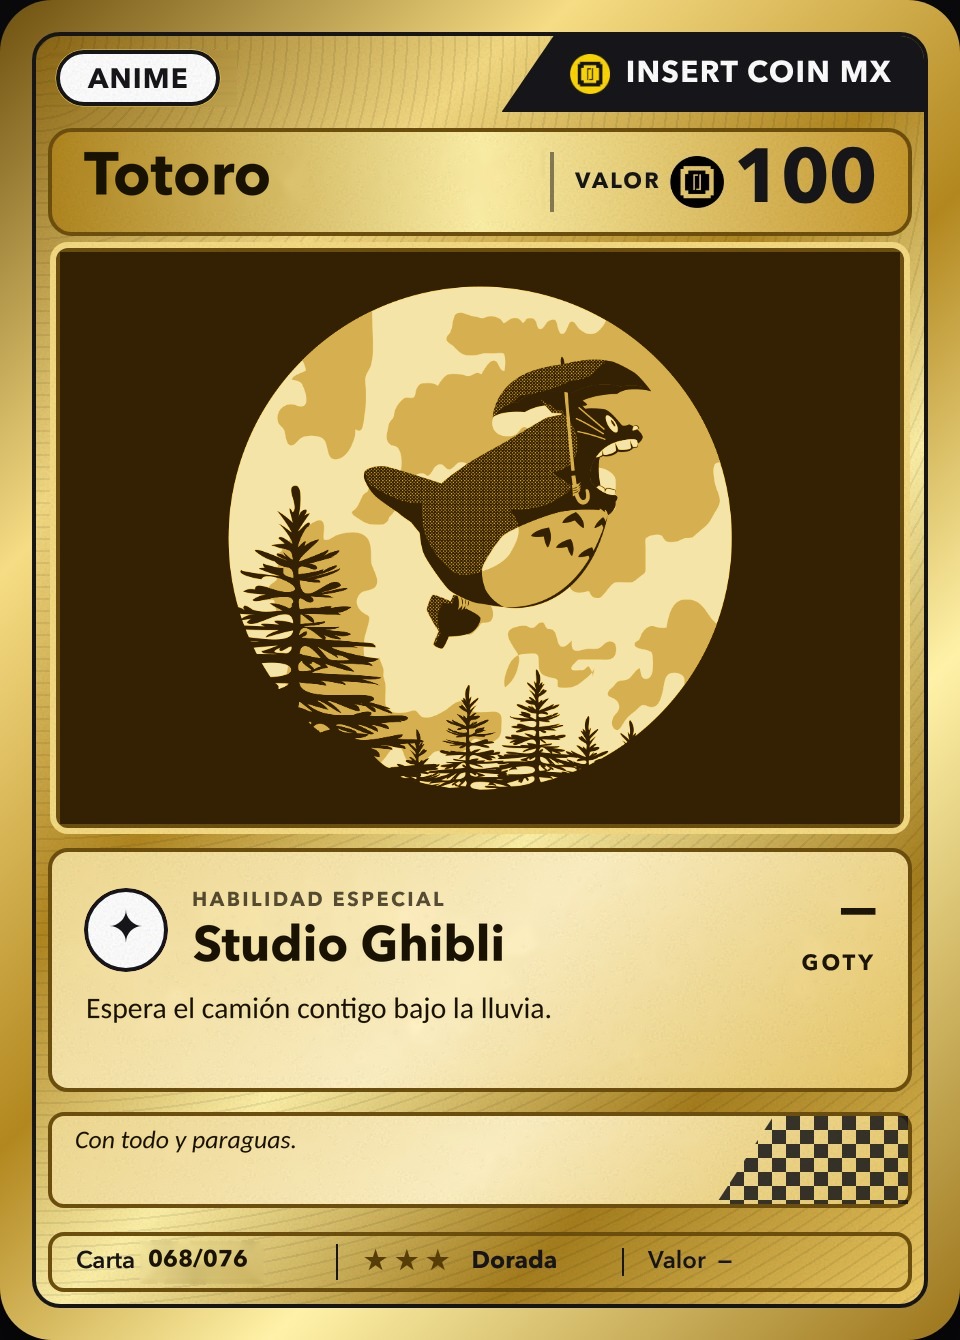 ANIME
INSERT COIN MX
Totoro
VALOR 100
HABILIDAD ESPECIAL
Studio Ghibli
–
GOTY
Espera el camión contigo bajo la lluvia.
Con todo y paraguas.
Carta 068/076 ★★★ Dorada Valor –